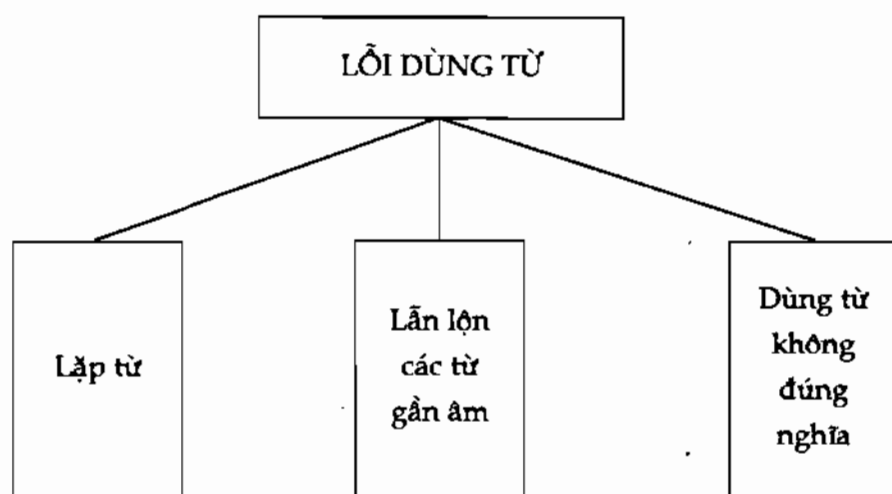 LỖI DÙNG TỪ
Lặp từ
Lẫn lộn
các từ
gần âm
Dùng từ
không
đúng
nghĩa